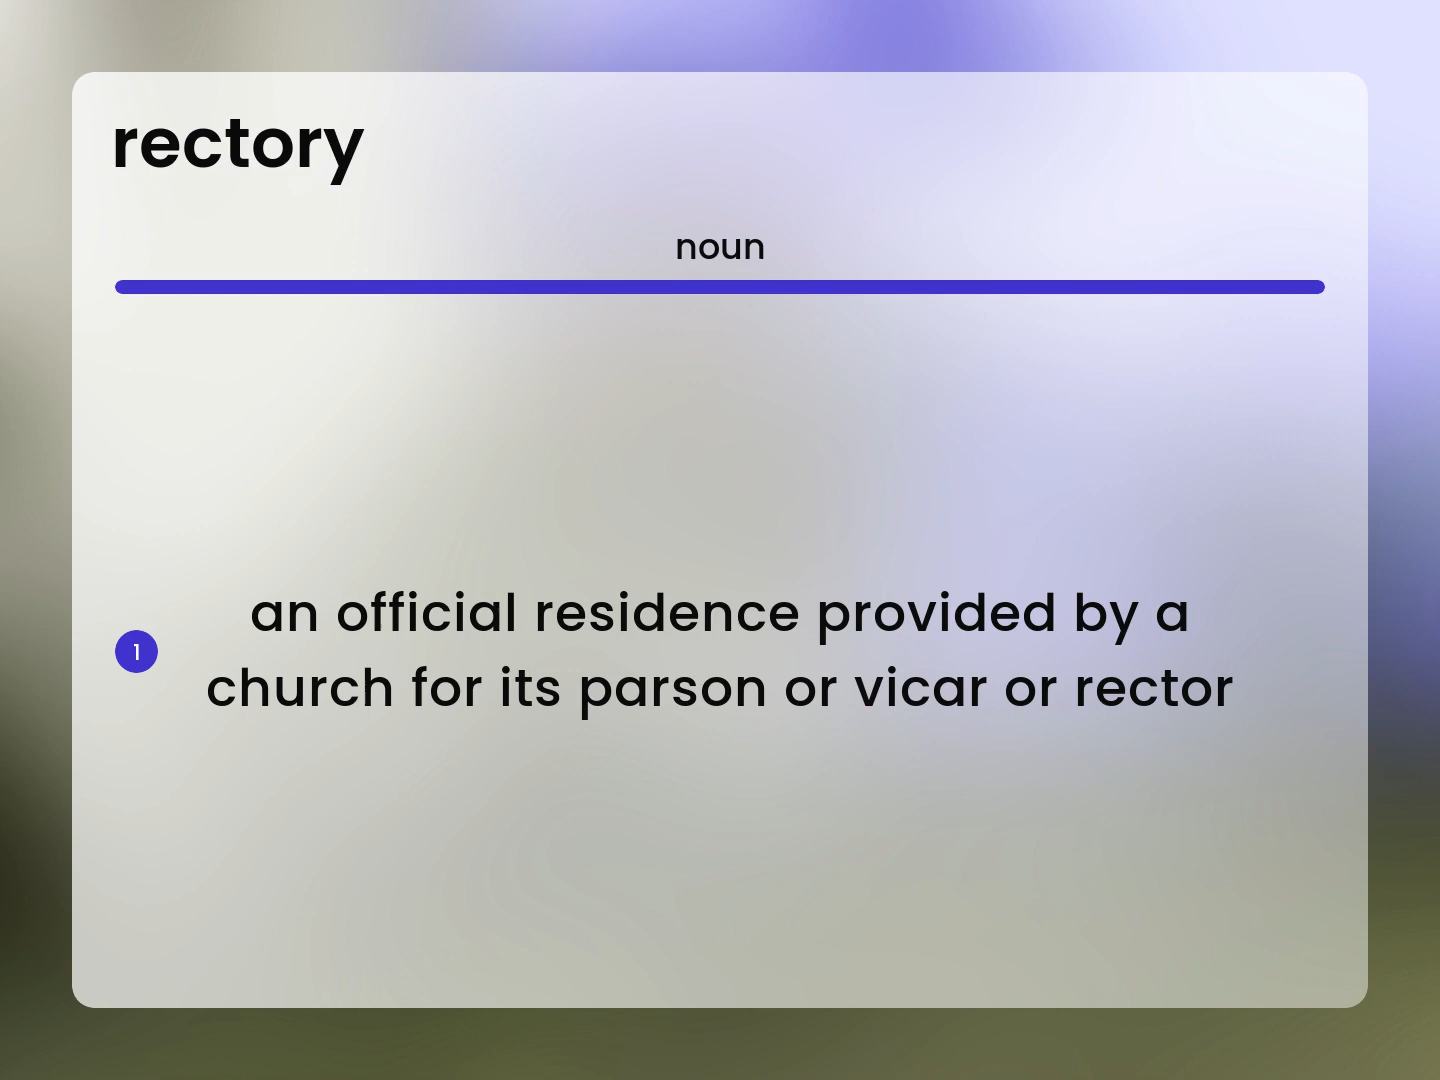 rectory
noun
1
an official residence provided by a
church for its parson or vicar or rector